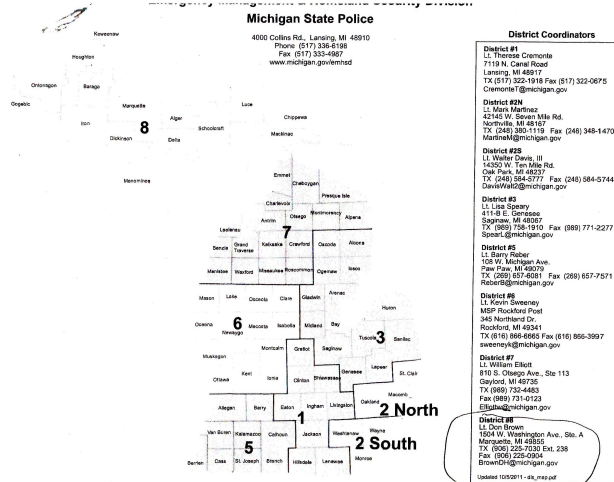 Emergency Management & Homeland Security Division
Michigan State Police
4000 Collins Rd., Lansing, MI 48910
Phone (517) 336-6198
Fax (517) 333-4987
www.michigan.gov/emhsd
Keweenaw
Houghton
Ontonagon
Baraga
Gogebic
Marquette
Luce
Alger
Chippewa
Iron
8
Schoolcraft
Dickinson
Delta
Mackinac
Menominee
Emmet
Cheboygan
Presque Isle
Charlevoix
Antrim
Otsego
Montmorency
Alpena
Leelanau
7
Benzie
Grand
Traverse
Kalkaska
Crawford
Oscoda
Alcona
Manistee
Wexford
Missaukee
Roscommon
Ogemaw
Iosco
Mason
Lake
Osceola
Clare
Gladwin
Arenac
Huron
Oceana
Newaygo
6
Mecosta
Isabella
Midland
Bay
Tuscola
3
Sanilac
Montcalm
Gratiot
Saginaw
Muskegon
Kent
Ionia
Clinton
Shiawassee
Genesee
Lapeer
St. Clair
Ottawa
Macomb
Allegan
Barry
Eaton
Ingham
Livingston
Oakland
2 North
1
Van Buren
Kalamazoo
Calhoun
Jackson
Washtenaw
Wayne
5
2 South
Berrien
Cass
St. Joseph
Branch
Hillsdale
Lenawee
Monroe
District Coordinators
District #1
Lt. Therese Cremonte
7119 N. Canal Road
Lansing, MI 48917
TX (517) 322-1918 Fax (517) 322-0675
CremonteT@michigan.gov
District #2N
Lt. Mark Martinez
42145 W. Seven Mile Rd.
Northville, MI 48167
TX (248) 380-1119 Fax (248) 348-1470
MartineM@michigan.gov
District #2S
Lt. Walter Davis, III
14350 W. Ten Mile Rd.
Oak Park, MI 48237
TX (248) 584-5777 Fax (248) 584-5744
DavisWalt2@michigan.gov
District #3
Lt. Lisa Speary
411-B E. Genesee
Saginaw, MI 48067
TX (989) 758-1910 Fax (989) 771-2277
SpearL@michigan.gov
District #5
Lt. Barry Reber
108 W. Michigan Ave.
Paw Paw, MI 49079
TX (269) 657-6081 Fax (269) 657-7571
ReberB@michigan.gov
District #6
Lt. Kevin Sweeney
MSP Rockford Post
345 Northland Dr.
Rockford, MI 49341
TX (616) 866-6665 Fax (616) 866-3997
sweeneyk@michigan.gov
District #7
Lt. William Elliott
810 S. Otsego Ave., Ste 113
Gaylord, MI 49735
TX (989) 732-4483
Fax (989) 731-0123
Elliottw@michigan.gov
District #8
Lt. Don Brown
1504 W. Washington Ave., Ste. A
Marquette, MI 49855
TX (906) 225-7030 Ext. 238
Fax (906) 225-0904
BrownDH@michigan.gov
Updated 10/5/2011 - dis_map.pdf